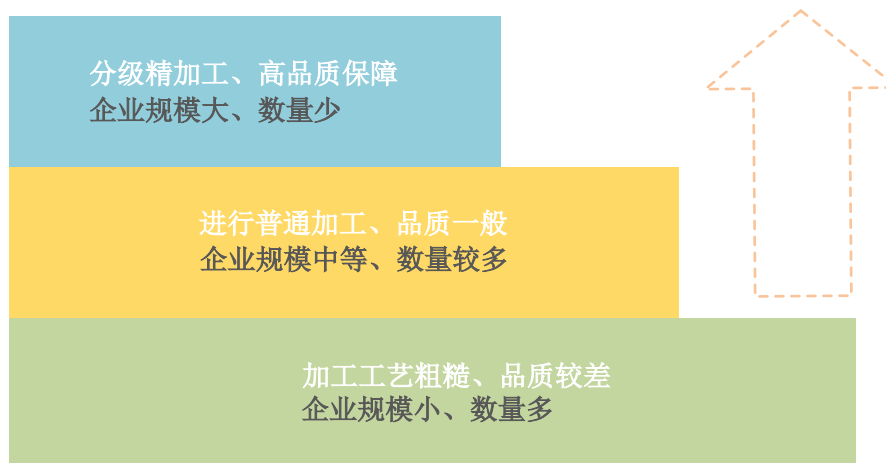 分级精加工、高品质保障
企业规模大、数量少
进行普通加工、品质一般
企业规模中等、数量较多
加工工艺粗糙、品质较差
企业规模小、数量多